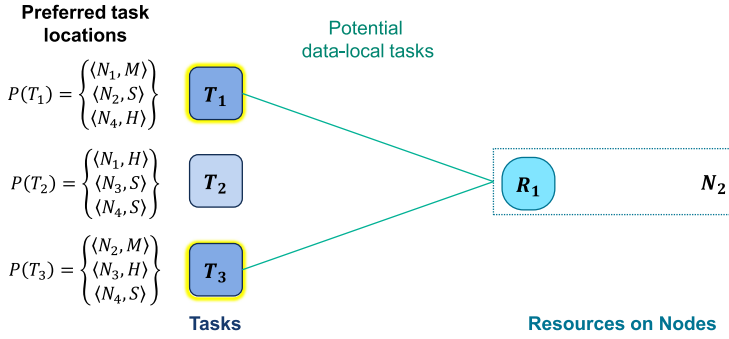 Preferred task
locations
Potential
data-local tasks
P(T₁) = {⟨N₁, M⟩
⟨N₂, S⟩
⟨N₄, H⟩}
T₁
P(T₂) = {⟨N₁, H⟩
⟨N₃, S⟩
⟨N₄, S⟩}
T₂
R₁
N₂
P(T₃) = {⟨N₂, M⟩
⟨N₃, H⟩
⟨N₄, S⟩}
T₃
Tasks
Resources on Nodes